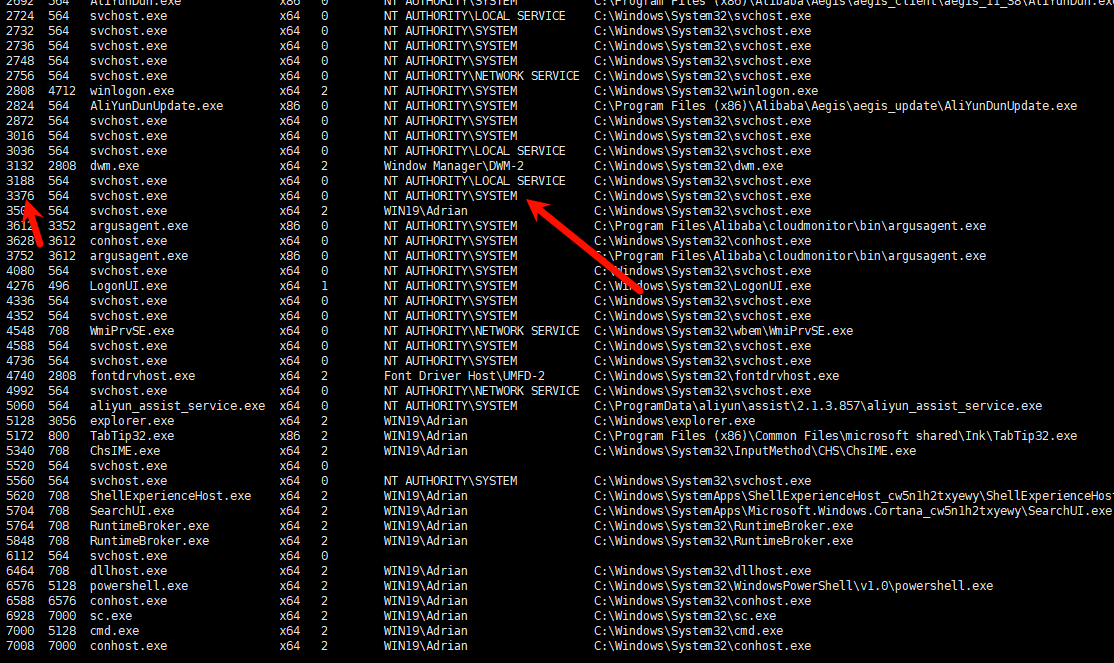 2692 564 AliYunDun.exe x86 0 NT AUTHORITY\SYSTEM C:\Program Files (x86)\Alibaba\Aegis\aegis_client\aegis_11_38\AliYunDun.exe
2724 564 svchost.exe x64 0 NT AUTHORITY\LOCAL SERVICE C:\Windows\System32\svchost.exe
2732 564 svchost.exe x64 0 NT AUTHORITY\SYSTEM C:\Windows\System32\svchost.exe
2736 564 svchost.exe x64 0 NT AUTHORITY\SYSTEM C:\Windows\System32\svchost.exe
2748 564 svchost.exe x64 0 NT AUTHORITY\SYSTEM C:\Windows\System32\svchost.exe
2756 564 svchost.exe x64 0 NT AUTHORITY\NETWORK SERVICE C:\Windows\System32\svchost.exe
2808 4712 winlogon.exe x64 2 NT AUTHORITY\SYSTEM C:\Windows\System32\winlogon.exe
2824 564 AliYunDunUpdate.exe x86 0 NT AUTHORITY\SYSTEM C:\Program Files (x86)\Alibaba\Aegis\aegis_update\AliYunDunUpdate.exe
2872 564 svchost.exe x64 0 NT AUTHORITY\SYSTEM C:\Windows\System32\svchost.exe
3016 564 svchost.exe x64 0 NT AUTHORITY\SYSTEM C:\Windows\System32\svchost.exe
3036 564 svchost.exe x64 0 NT AUTHORITY\LOCAL SERVICE C:\Windows\System32\svchost.exe
3132 2808 dwm.exe x64 2 Window Manager\DWM-2 C:\Windows\System32\dwm.exe
3188 564 svchost.exe x64 0 NT AUTHORITY\LOCAL SERVICE C:\Windows\System32\svchost.exe
3376 564 svchost.exe x64 0 NT AUTHORITY\SYSTEM C:\Windows\System32\svchost.exe
564 svchost.exe x64 2 WIN19\Adrian C:\Windows\System32\svchost.exe
3612 3352 argusagent.exe x86 0 NT AUTHORITY\SYSTEM C:\Program Files\Alibaba\cloudmonitor\bin\argusagent.exe
3628 3612 conhost.exe x64 0 NT AUTHORITY\SYSTEM C:\Windows\System32\conhost.exe
3752 3612 argusagent.exe x86 0 NT AUTHORITY\SYSTEM C:\Program Files\Alibaba\cloudmonitor\bin\argusagent.exe
4080 564 svchost.exe x64 0 NT AUTHORITY\SYSTEM C:\Windows\System32\svchost.exe
4276 496 LogonUI.exe x64 1 NT AUTHORITY\SYSTEM C:\Windows\System32\LogonUI.exe
4336 564 svchost.exe x64 0 NT AUTHORITY\SYSTEM C:\Windows\System32\svchost.exe
4352 564 svchost.exe x64 0 NT AUTHORITY\SYSTEM C:\Windows\System32\svchost.exe
4548 708 WmiPrvSE.exe x64 0 NT AUTHORITY\NETWORK SERVICE C:\Windows\System32\wbem\WmiPrvSE.exe
4588 564 svchost.exe x64 0 NT AUTHORITY\SYSTEM C:\Windows\System32\svchost.exe
4736 564 svchost.exe x64 0 NT AUTHORITY\SYSTEM C:\Windows\System32\svchost.exe
4740 2808 fontdrvhost.exe x64 2 Font Driver Host\UMFD-2 C:\Windows\System32\fontdrvhost.exe
4992 564 svchost.exe x64 0 NT AUTHORITY\NETWORK SERVICE C:\Windows\System32\svchost.exe
5060 564 aliyun_assist_service.exe x64 0 NT AUTHORITY\SYSTEM C:\ProgramData\aliyun\assist\2.1.3.857\aliyun_assist_service.exe
5128 3056 explorer.exe x64 2 WIN19\Adrian C:\Windows\explorer.exe
5172 800 TabTip32.exe x86 2 WIN19\Adrian C:\Program Files (x86)\Common Files\microsoft shared\Ink\TabTip32.exe
5340 708 ChsIME.exe x64 2 WIN19\Adrian C:\Windows\System32\InputMethod\CHS\ChsIME.exe
5520 564 svchost.exe x64 0
5560 564 svchost.exe x64 0 NT AUTHORITY\SYSTEM C:\Windows\System32\svchost.exe
5620 708 ShellExperienceHost.exe x64 2 WIN19\Adrian C:\Windows\SystemApps\ShellExperienceHost_cw5n1h2txyewy\ShellExperienceHost
5704 708 SearchUI.exe x64 2 WIN19\Adrian C:\Windows\SystemApps\Microsoft.Windows.Cortana_cw5n1h2txyewy\SearchUI.exe
5764 708 RuntimeBroker.exe x64 2 WIN19\Adrian C:\Windows\System32\RuntimeBroker.exe
5848 708 RuntimeBroker.exe x64 2 WIN19\Adrian C:\Windows\System32\RuntimeBroker.exe
6112 564 svchost.exe x64 0
6464 708 dllhost.exe x64 2 WIN19\Adrian C:\Windows\System32\dllhost.exe
6576 5128 powershell.exe x64 2 WIN19\Adrian C:\Windows\System32\WindowsPowerShell\v1.0\powershell.exe
6588 6576 conhost.exe x64 2 WIN19\Adrian C:\Windows\System32\conhost.exe
6928 7000 sc.exe x64 2 WIN19\Adrian C:\Windows\System32\sc.exe
7000 5128 cmd.exe x64 2 WIN19\Adrian C:\Windows\System32\cmd.exe
7008 7000 conhost.exe x64 2 WIN19\Adrian C:\Windows\System32\conhost.exe